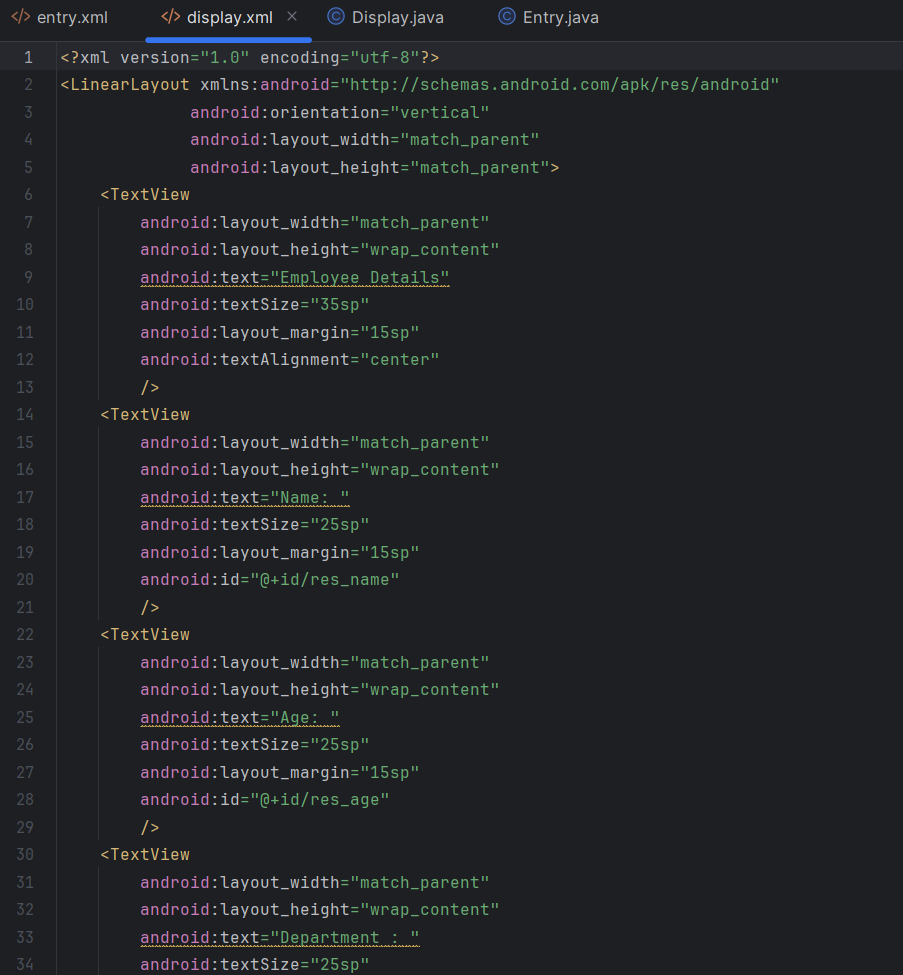 entry.xml display.xml Display.java Entry.java
1 <?xml version="1.0" encoding="utf-8"?>
2 <LinearLayout xmlns:android="http://schemas.android.com/apk/res/android"
3 android:orientation="vertical"
4 android:layout_width="match_parent"
5 android:layout_height="match_parent">
6 <TextView
7 android:layout_width="match_parent"
8 android:layout_height="wrap_content"
9 android:text="Employee Details"
10 android:textSize="35sp"
11 android:layout_margin="15sp"
12 android:textAlignment="center"
13 />
14 <TextView
15 android:layout_width="match_parent"
16 android:layout_height="wrap_content"
17 android:text="Name: "
18 android:textSize="25sp"
19 android:layout_margin="15sp"
20 android:id="@+id/res_name"
21 />
22 <TextView
23 android:layout_width="match_parent"
24 android:layout_height="wrap_content"
25 android:text="Age: "
26 android:textSize="25sp"
27 android:layout_margin="15sp"
28 android:id="@+id/res_age"
29 />
30 <TextView
31 android:layout_width="match_parent"
32 android:layout_height="wrap_content"
33 android:text="Department : "
34 android:textSize="25sp"